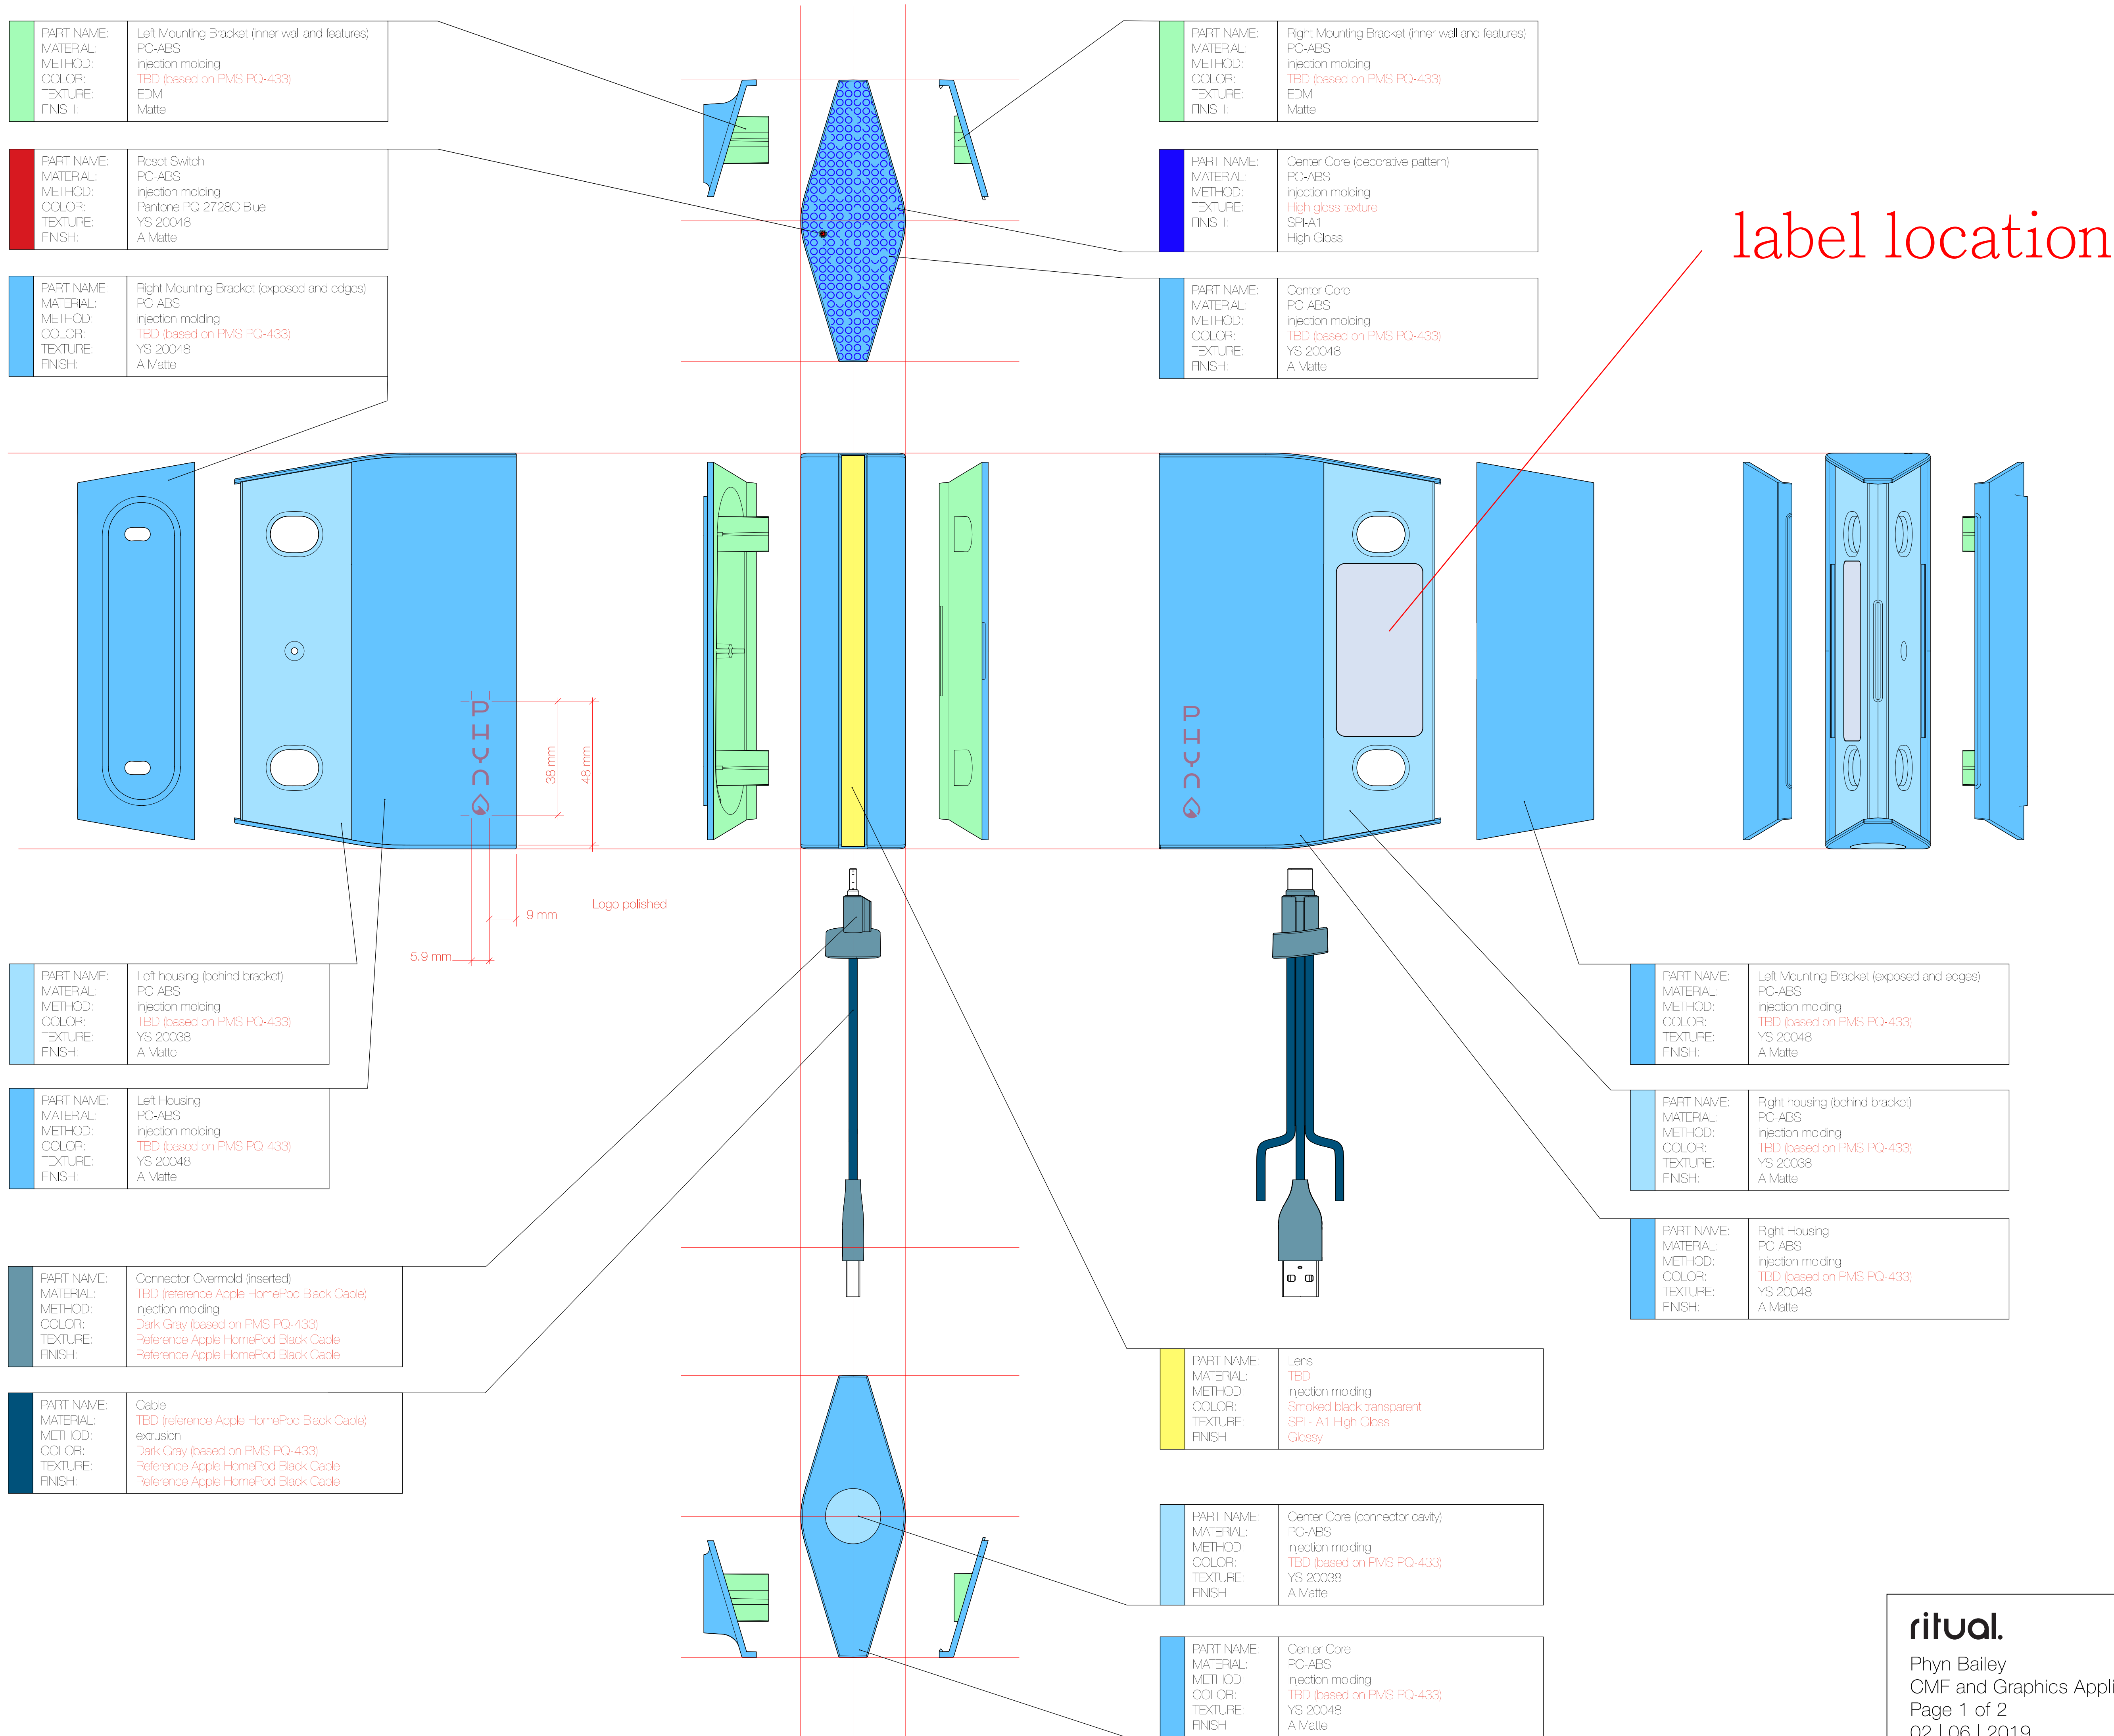 PART NAME: Left Mounting Bracket (inner wall and features)
MATERIAL: PC-ABS
METHOD: injection molding
COLOR: TBD (based on PMS PQ-433)
TEXTURE: EDM
FINISH: Matte
PART NAME: Reset Switch
MATERIAL: PC-ABS
METHOD: injection molding
COLOR: Pantone PQ 2728C Blue
TEXTURE: YS 20048
FINISH: A Matte
PART NAME: Right Mounting Bracket (exposed and edges)
MATERIAL: PC-ABS
METHOD: injection molding
COLOR: TBD (based on PMS PQ-433)
TEXTURE: YS 20048
FINISH: A Matte
PART NAME: Right Mounting Bracket (inner wall and features)
MATERIAL: PC-ABS
METHOD: injection molding
COLOR: TBD (based on PMS PQ-433)
TEXTURE: EDM
FINISH: Matte
PART NAME: Center Core (decorative pattern)
MATERIAL: PC-ABS
METHOD: injection molding
TEXTURE: High gloss texture
FINISH: SPI-A1
High Gloss
PART NAME: Center Core
MATERIAL: PC-ABS
METHOD: injection molding
COLOR: TBD (based on PMS PQ-433)
TEXTURE: YS 20048
FINISH: A Matte
label location
PHYN
38 mm
48 mm
9 mm
5.9 mm
Logo polished
PHYN
PART NAME: Left housing (behind bracket)
MATERIAL: PC-ABS
METHOD: injection molding
COLOR: TBD (based on PMS PQ-433)
TEXTURE: YS 20038
FINISH: A Matte
PART NAME: Left Housing
MATERIAL: PC-ABS
METHOD: injection molding
COLOR: TBD (based on PMS PQ-433)
TEXTURE: YS 20048
FINISH: A Matte
PART NAME: Connector Overmold (inserted)
MATERIAL: TBD (reference Apple HomePod Black Cable)
METHOD: injection molding
COLOR: Dark Gray (based on PMS PQ-433)
TEXTURE: Reference Apple HomePod Black Cable
FINISH: Reference Apple HomePod Black Cable
PART NAME: Cable
MATERIAL: TBD (reference Apple HomePod Black Cable)
METHOD: extrusion
COLOR: Dark Gray (based on PMS PQ-433)
TEXTURE: Reference Apple HomePod Black Cable
FINISH: Reference Apple HomePod Black Cable
PART NAME: Left Mounting Bracket (exposed and edges)
MATERIAL: PC-ABS
METHOD: injection molding
COLOR: TBD (based on PMS PQ-433)
TEXTURE: YS 20048
FINISH: A Matte
PART NAME: Right housing (behind bracket)
MATERIAL: PC-ABS
METHOD: injection molding
COLOR: TBD (based on PMS PQ-433)
TEXTURE: YS 20038
FINISH: A Matte
PART NAME: Right Housing
MATERIAL: PC-ABS
METHOD: injection molding
COLOR: TBD (based on PMS PQ-433)
TEXTURE: YS 20048
FINISH: A Matte
PART NAME: Lens
MATERIAL: TBD
METHOD: injection molding
COLOR: Smoked black transparent
TEXTURE: SPI - A1 High Gloss
FINISH: Glossy
PART NAME: Center Core (connector cavity)
MATERIAL: PC-ABS
METHOD: injection molding
COLOR: TBD (based on PMS PQ-433)
TEXTURE: YS 20038
FINISH: A Matte
PART NAME: Center Core
MATERIAL: PC-ABS
METHOD: injection molding
COLOR: TBD (based on PMS PQ-433)
TEXTURE: YS 20048
FINISH: A Matte
ritual.
Phyn Bailey
CMF and Graphics Appli
Page 1 of 2
02 | 06 | 2019